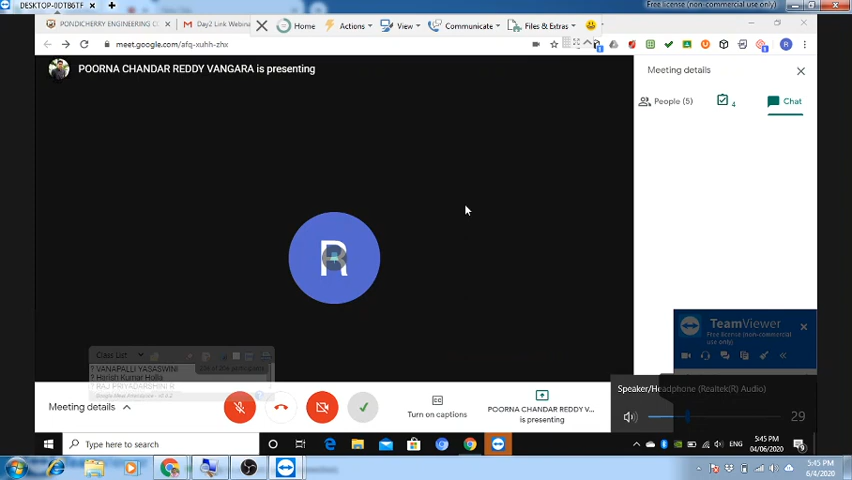 DESKTOP-0DTB6TF
Free license (non-commercial use only)
PONDICHERRY ENGINEERING C
Day2 Link Webina
Home
Actions
View
Communicate
Files & Extras
meet.google.com/afq-xuhh-zhx
POORNA CHANDAR REDDY VANGARA is presenting
Meeting details
People (5)
4
Chat
R
TeamViewer
Free license (non-commercial
use only)
Class List
? VANAPALLI YASASWINI
? Harish Kumar Holla
? RAJ PRIYADARSHINI R
Speaker/Headphone (Realtek(R) Audio)
29
Meeting details
Turn on captions
POORNA CHANDAR REDDY V...
is presenting
Type here to search
ENG
5:45 PM
04/06/2020
5:45 PM
6/4/2020